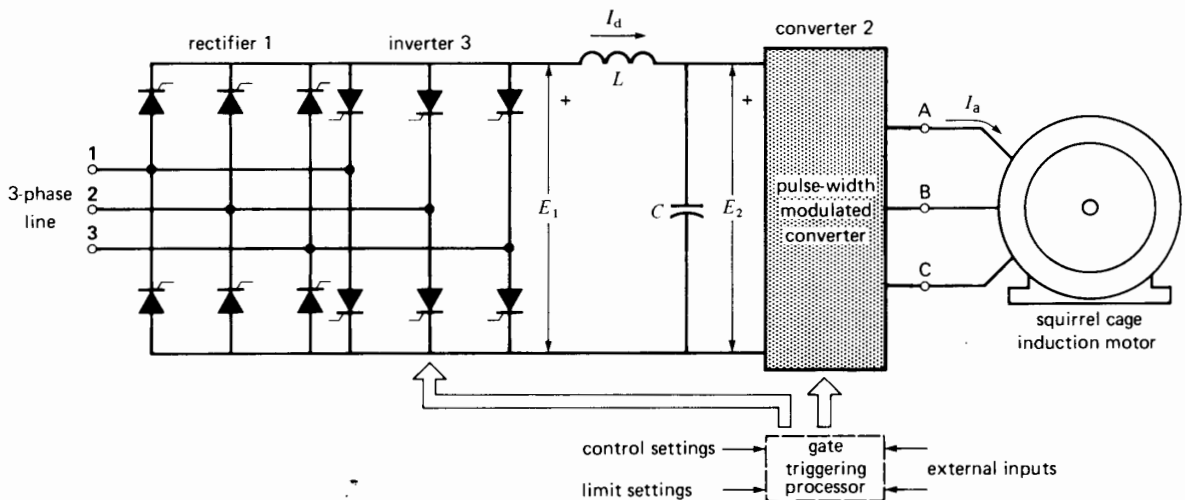 rectifier 1
inverter 3
I_d
converter 2
L
+
+
A
I_a
1
2
3
3-phase
line
E_1
C
E_2
pulse-width
modulated
converter
B
C
squirrel cage
induction motor
control settings
gate
triggering
processor
external inputs
limit settings